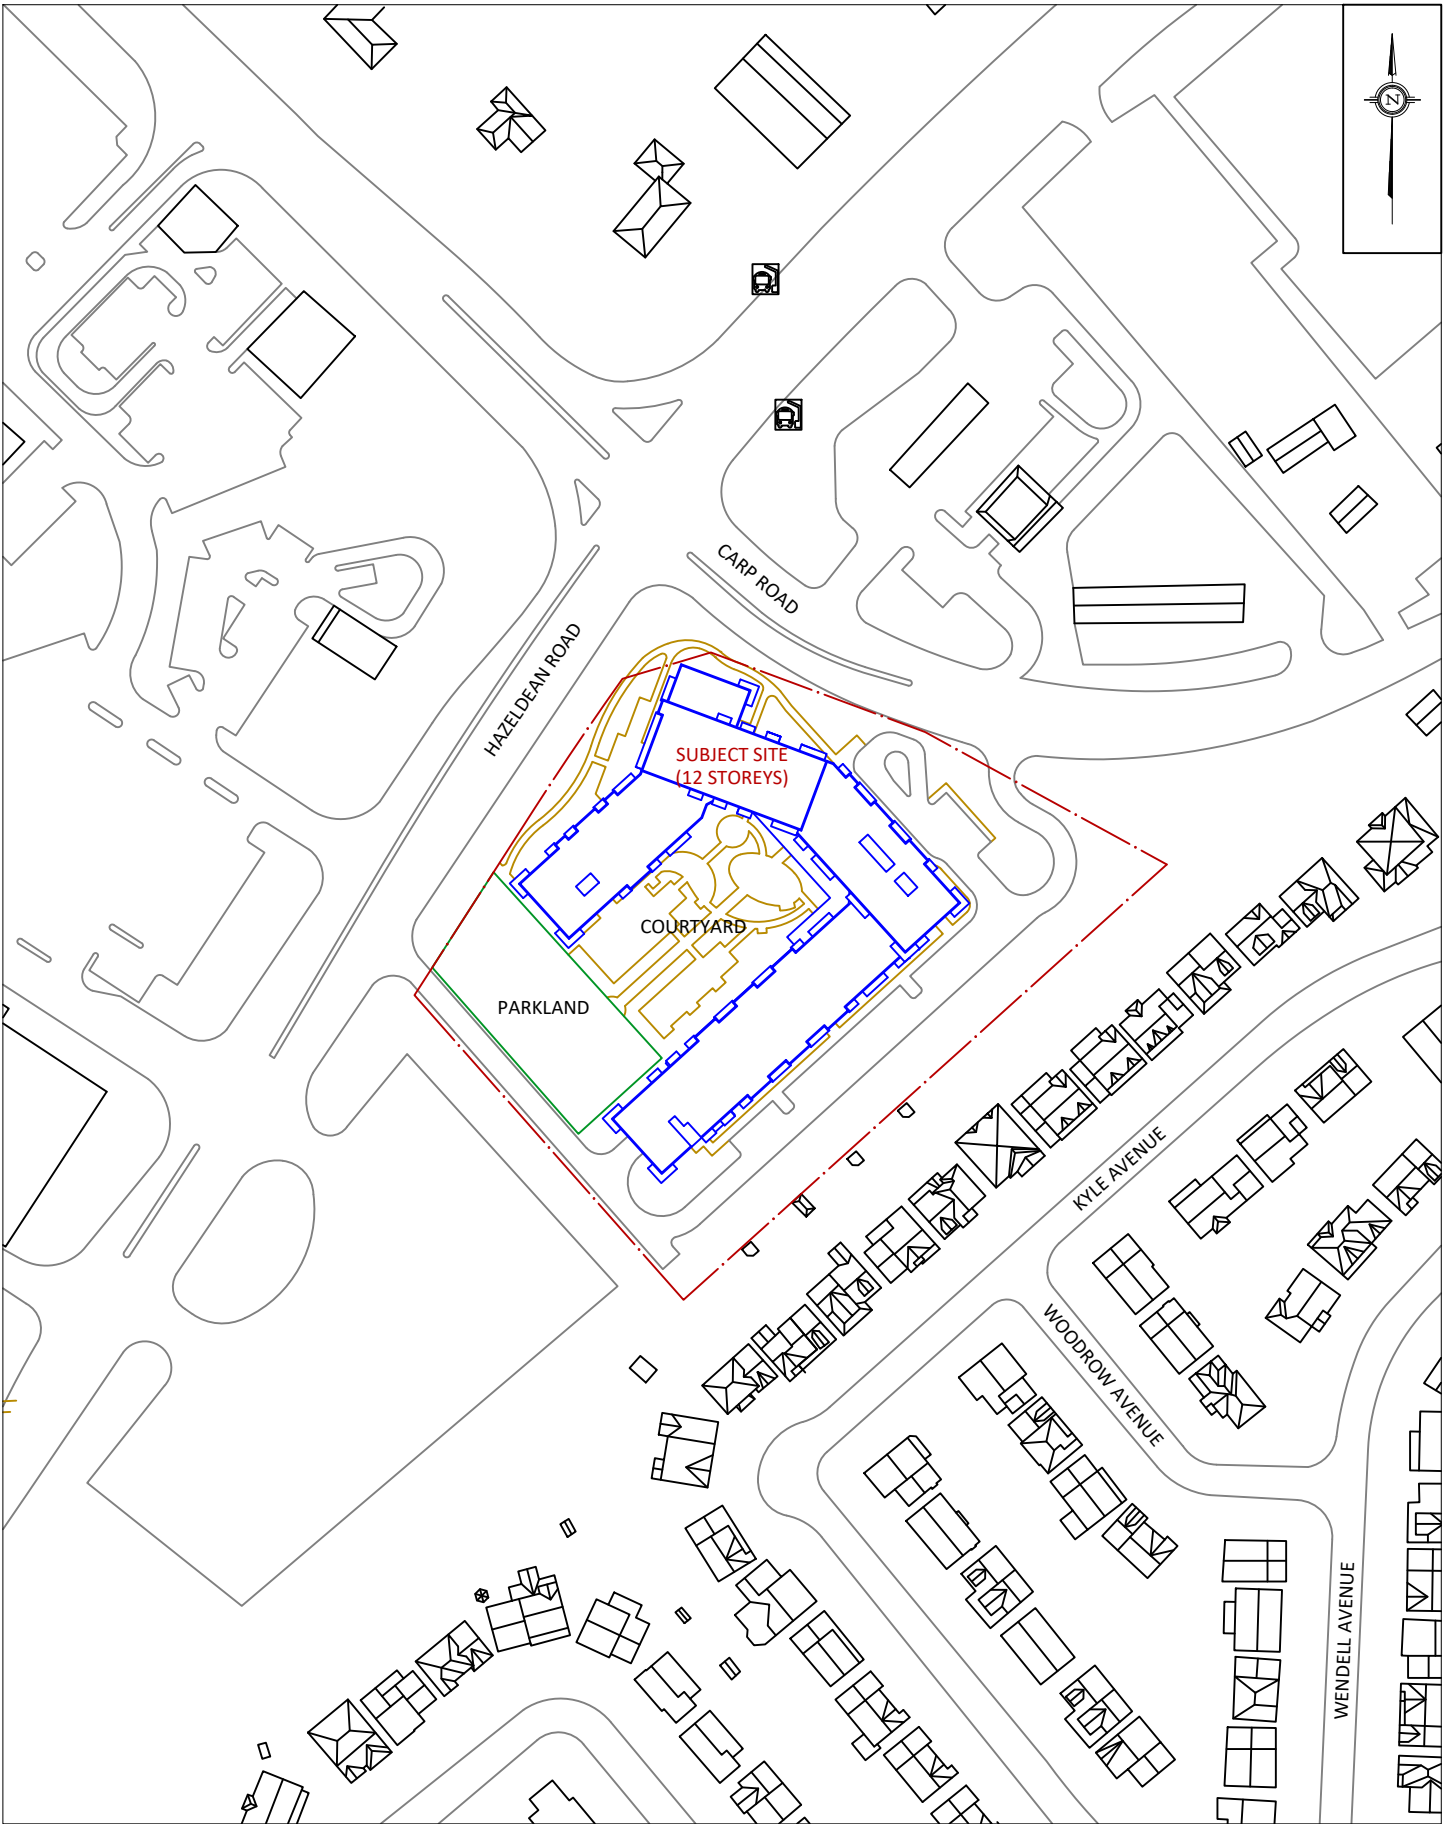 N
CARP ROAD
HAZELDEAN ROAD
SUBJECT SITE
(12 STOREYS)
COURTYARD
PARKLAND
KYLE AVENUE
WOODROW AVENUE
WENDELL AVENUE